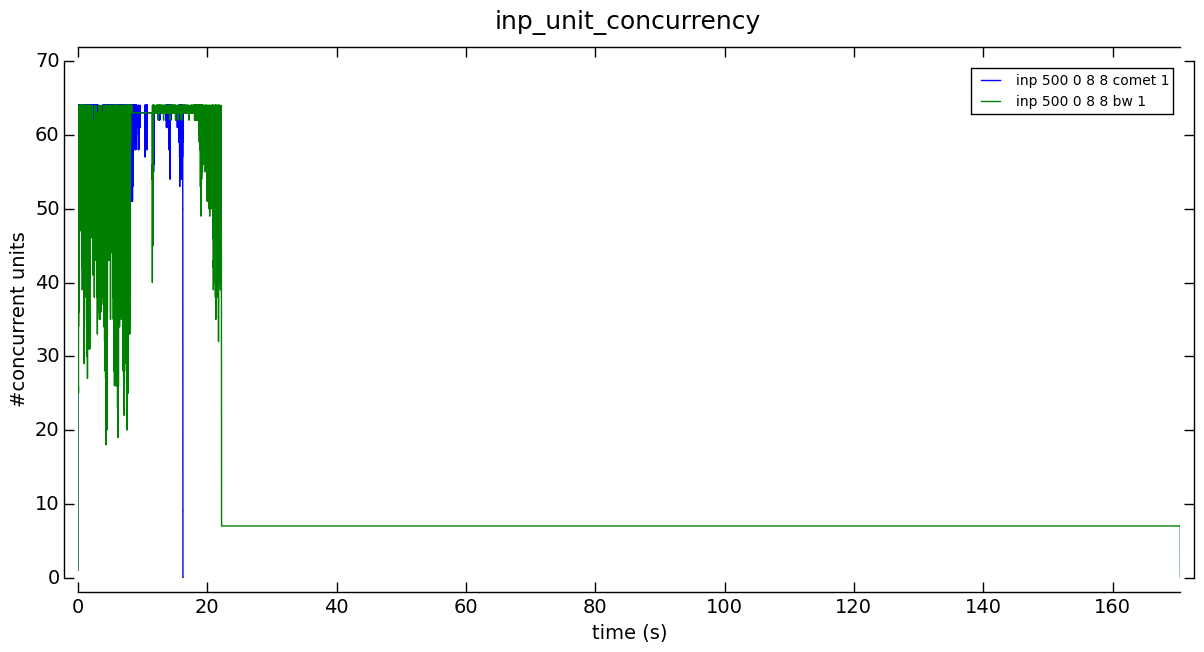 inp_unit_concurrency
70
60
50
40
30
20
10
0
#concurrent units
inp 500 0 8 8 comet 1
inp 500 0 8 8 bw 1
0 20 40 60 80 100 120 140 160
time (s)